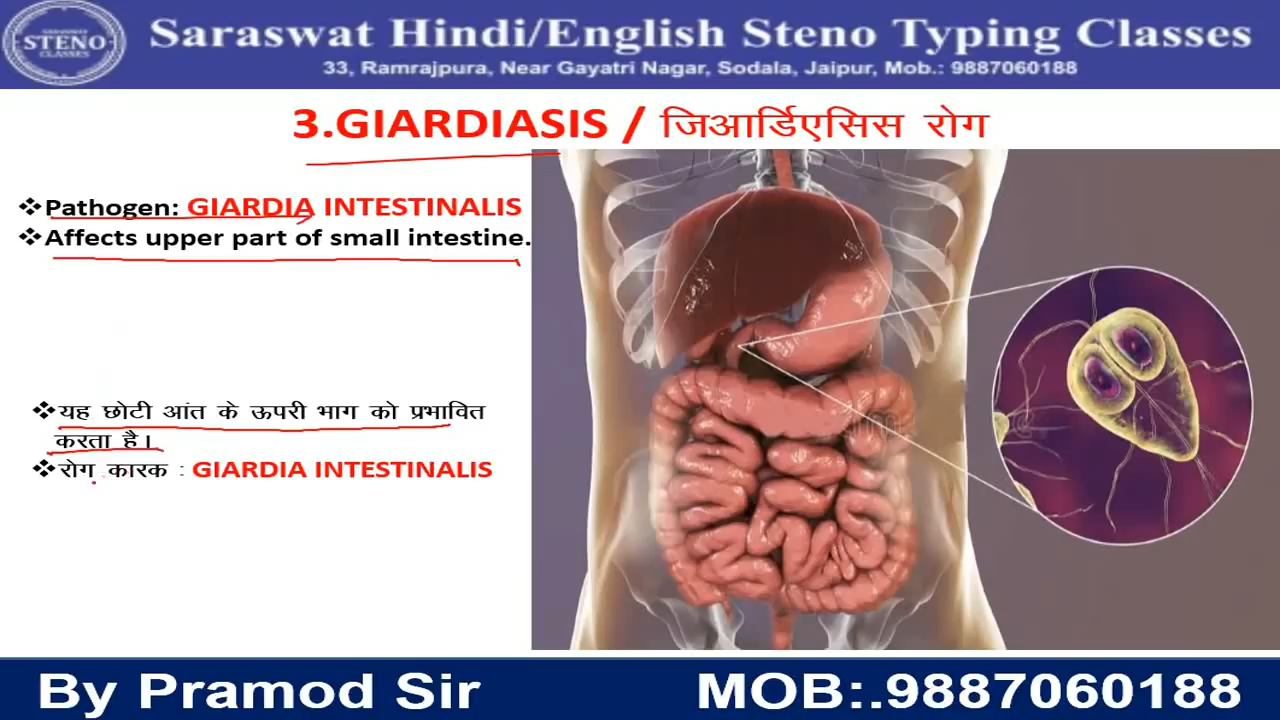 STENO
CLASSES
Saraswat Hindi/English Steno Typing Classes
33, Ramrajpura, Near Gayatri Nagar, Sodala, Jaipur, Mob.: 9887060188
3.GIARDIASIS / जिआर्डिएसिस रोग
❖Pathogen: GIARDIA INTESTINALIS
❖Affects upper part of small intestine.
❖यह छोटी आंत के ऊपरी भाग को प्रभावित
करता है।
❖रोग कारक : GIARDIA INTESTINALIS
By Pramod Sir
MOB:.9887060188